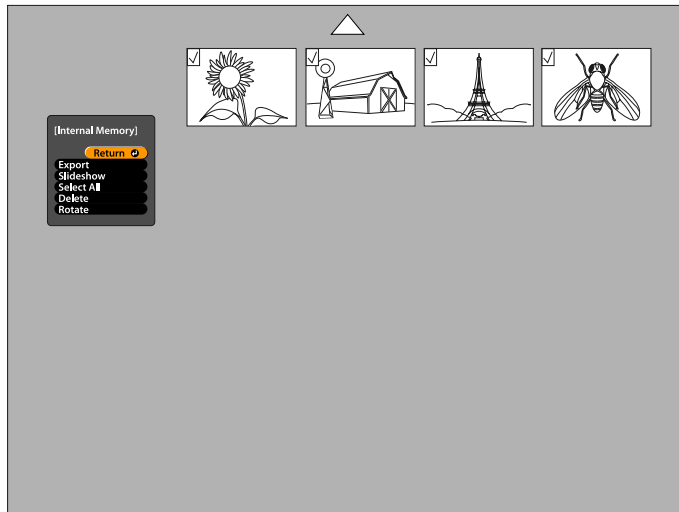 [Internal Memory]
Return
Export
Slideshow
Select All
Delete
Rotate